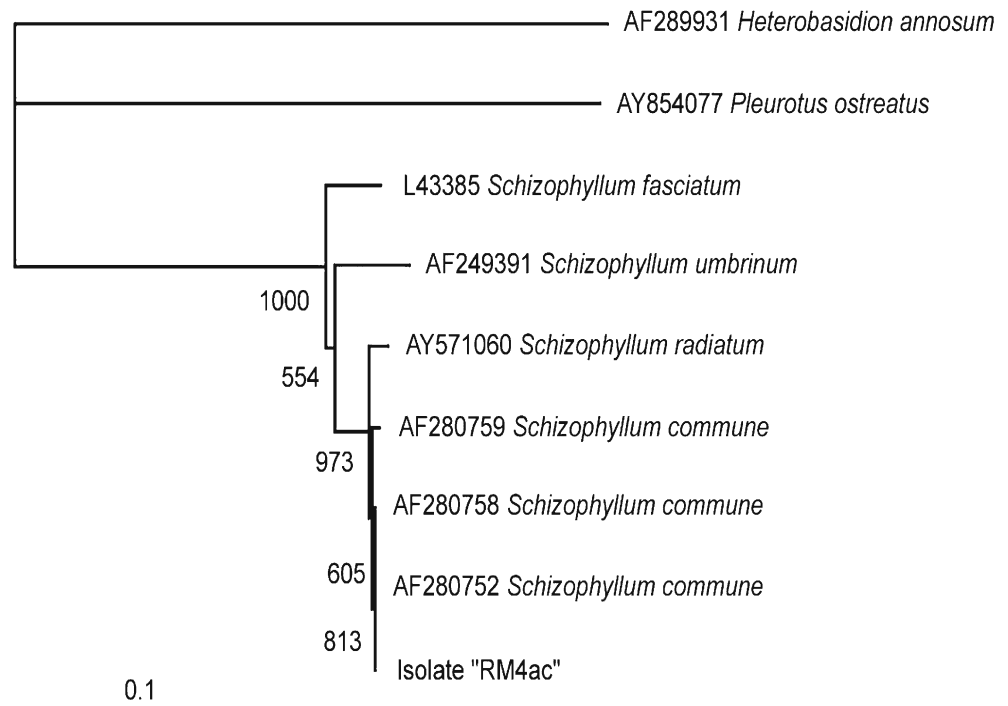 AF289931 Heterobasidion annosum
AY854077 Pleurotus ostreatus
L43385 Schizophyllum fasciatum
AF249391 Schizophyllum umbrinum
1000
AY571060 Schizophyllum radiatum
554
AF280759 Schizophyllum commune
973
AF280758 Schizophyllum commune
605
AF280752 Schizophyllum commune
813
Isolate "RM4ac"
0.1